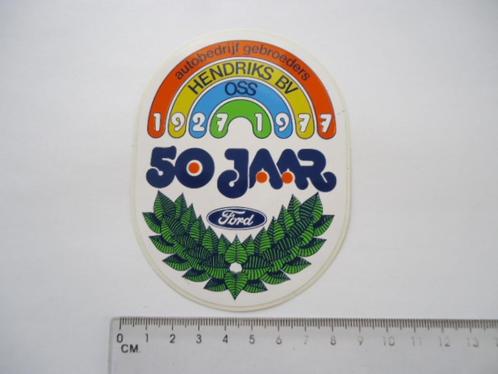 autobedrijf gebroeders
HENDRIKS BV
OSS
1927 1977
50 JAAR
Ford
0 1 2 3 4 5 6 7 8 9 10 11 12 13
CM.